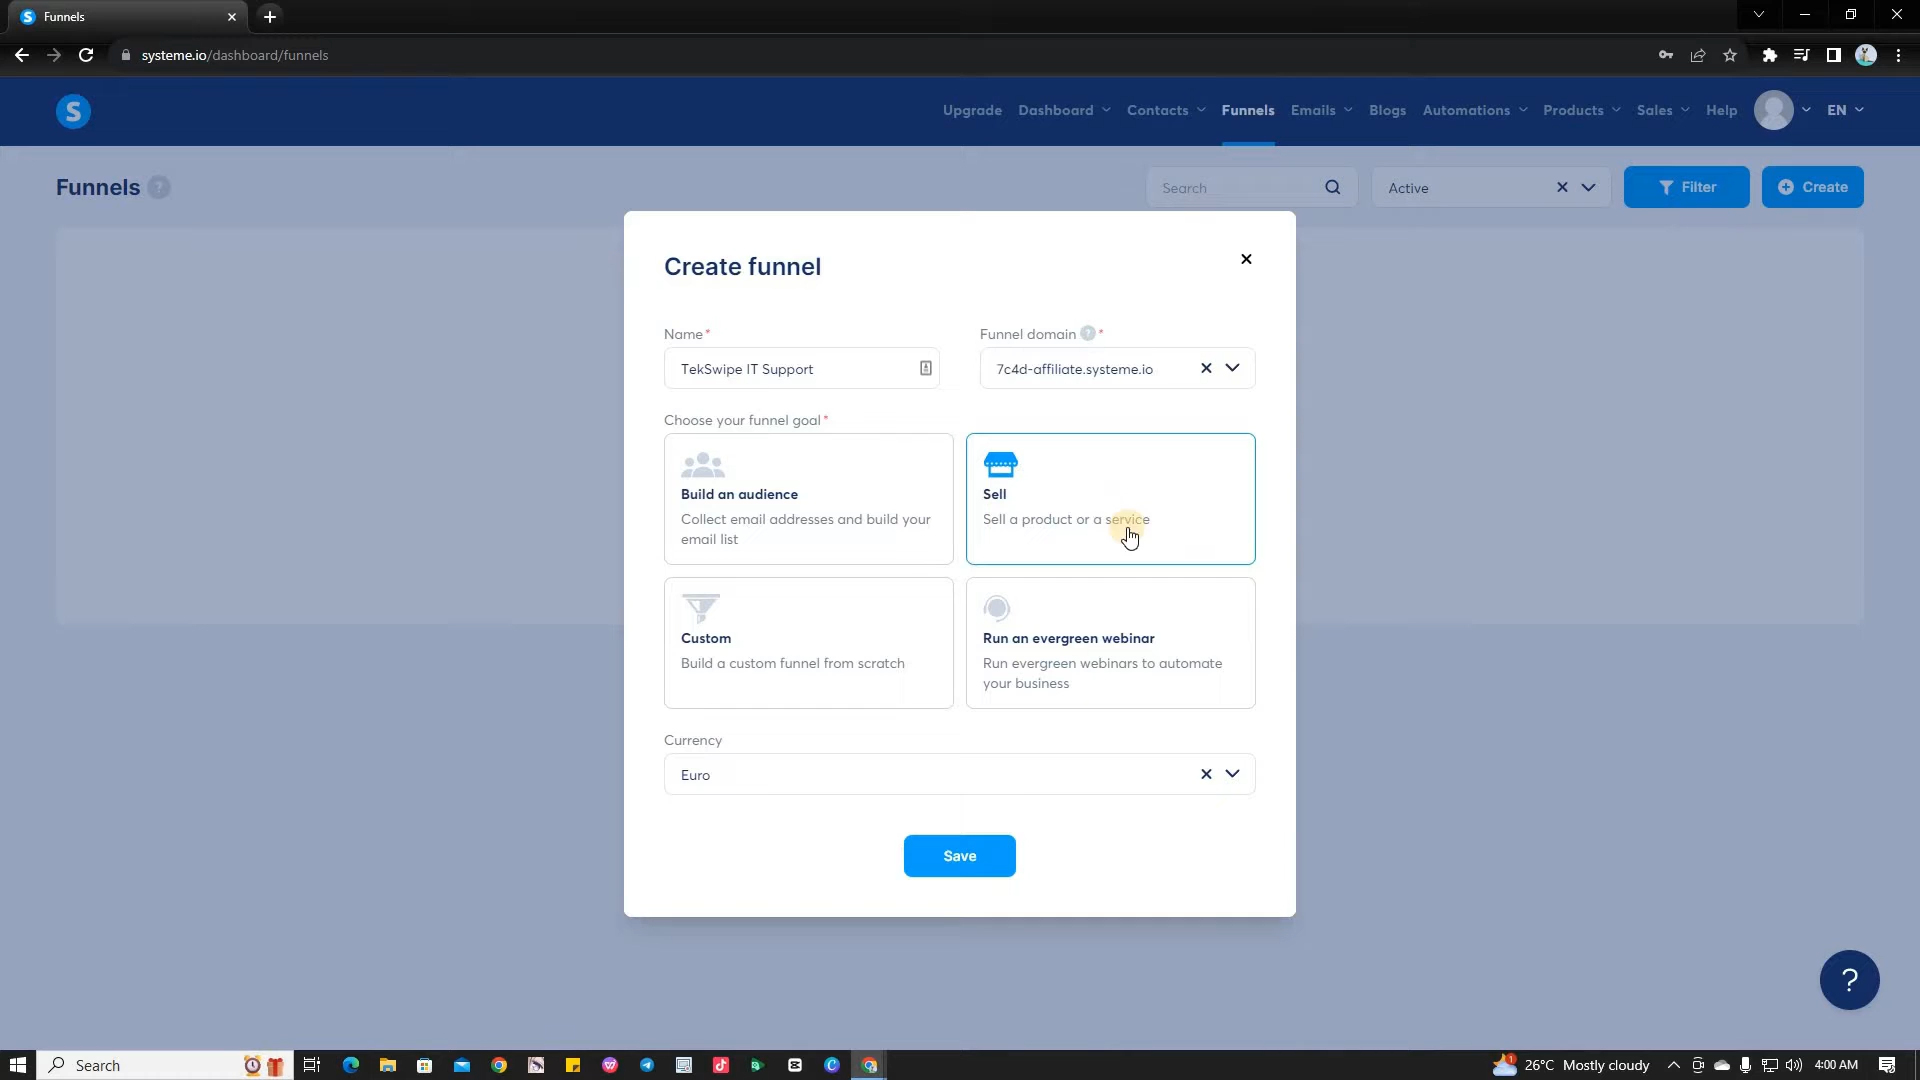 Funnels
systeme.io/dashboard/funnels
S
Upgrade Dashboard Contacts Funnels Emails Blogs Automations Products Sales Help EN
Funnels ?
Search
Active
Filter
Create
Create funnel
Name*
Funnel domain ? *
TekSwipe IT Support
7c4d-affiliate.systeme.io
Choose your funnel goal*
Build an audience
Collect email addresses and build your
email list
Sell
Sell a product or a service
Custom
Build a custom funnel from scratch
Run an evergreen webinar
Run evergreen webinars to automate
your business
Currency
Euro
Save
?
Search
26°C Mostly cloudy
4:00 AM